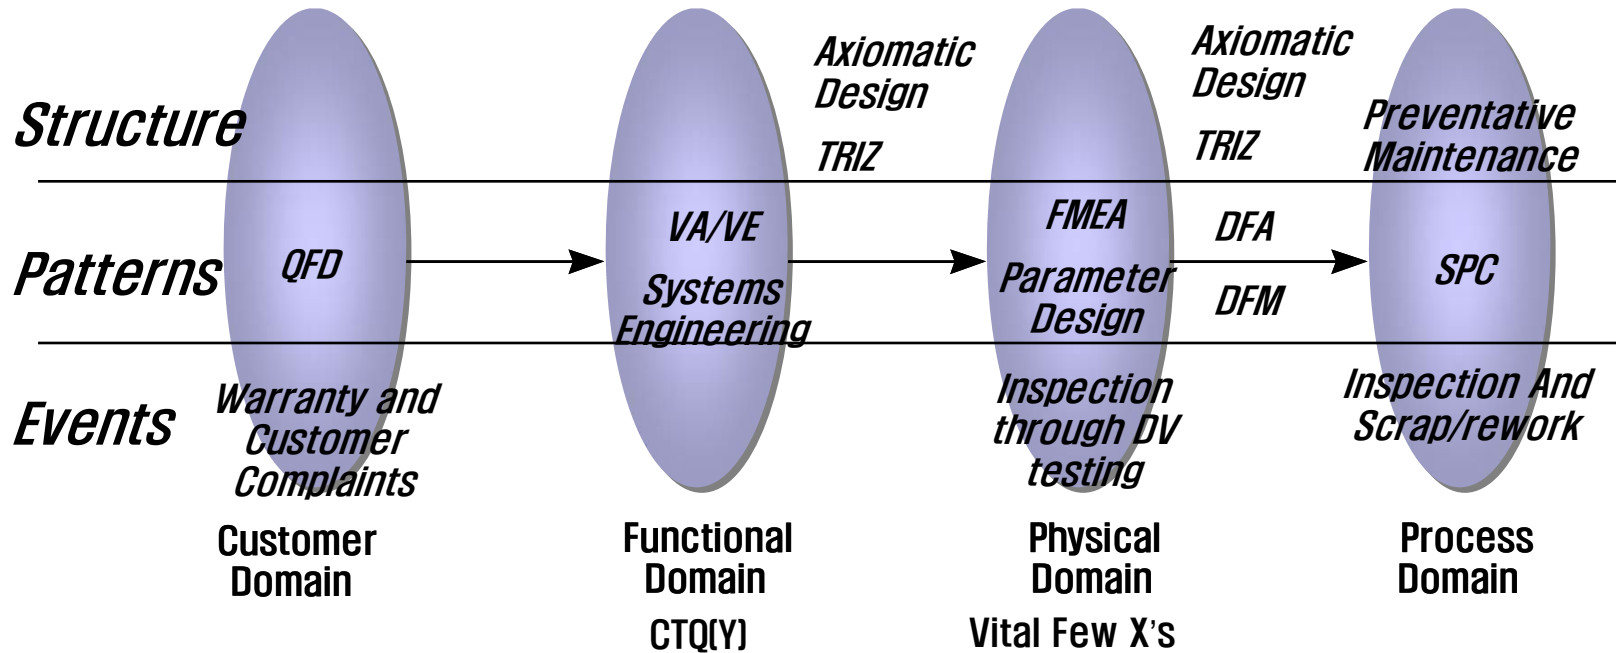 Axiomatic
Design
TRIZ
Axiomatic
Design
TRIZ
Structure
Preventative
Maintenance
Patterns
QFD
VA/VE
Systems
Engineering
FMEA
Parameter
Design
DFA
DFM
SPC
Events
Warranty and
Customer
Complaints
Inspection
through DV
testing
Inspection And
Scrap/rework
Customer
Domain
Functional
Domain
CTQ(Y)
Physical
Domain
Vital Few X's
Process
Domain